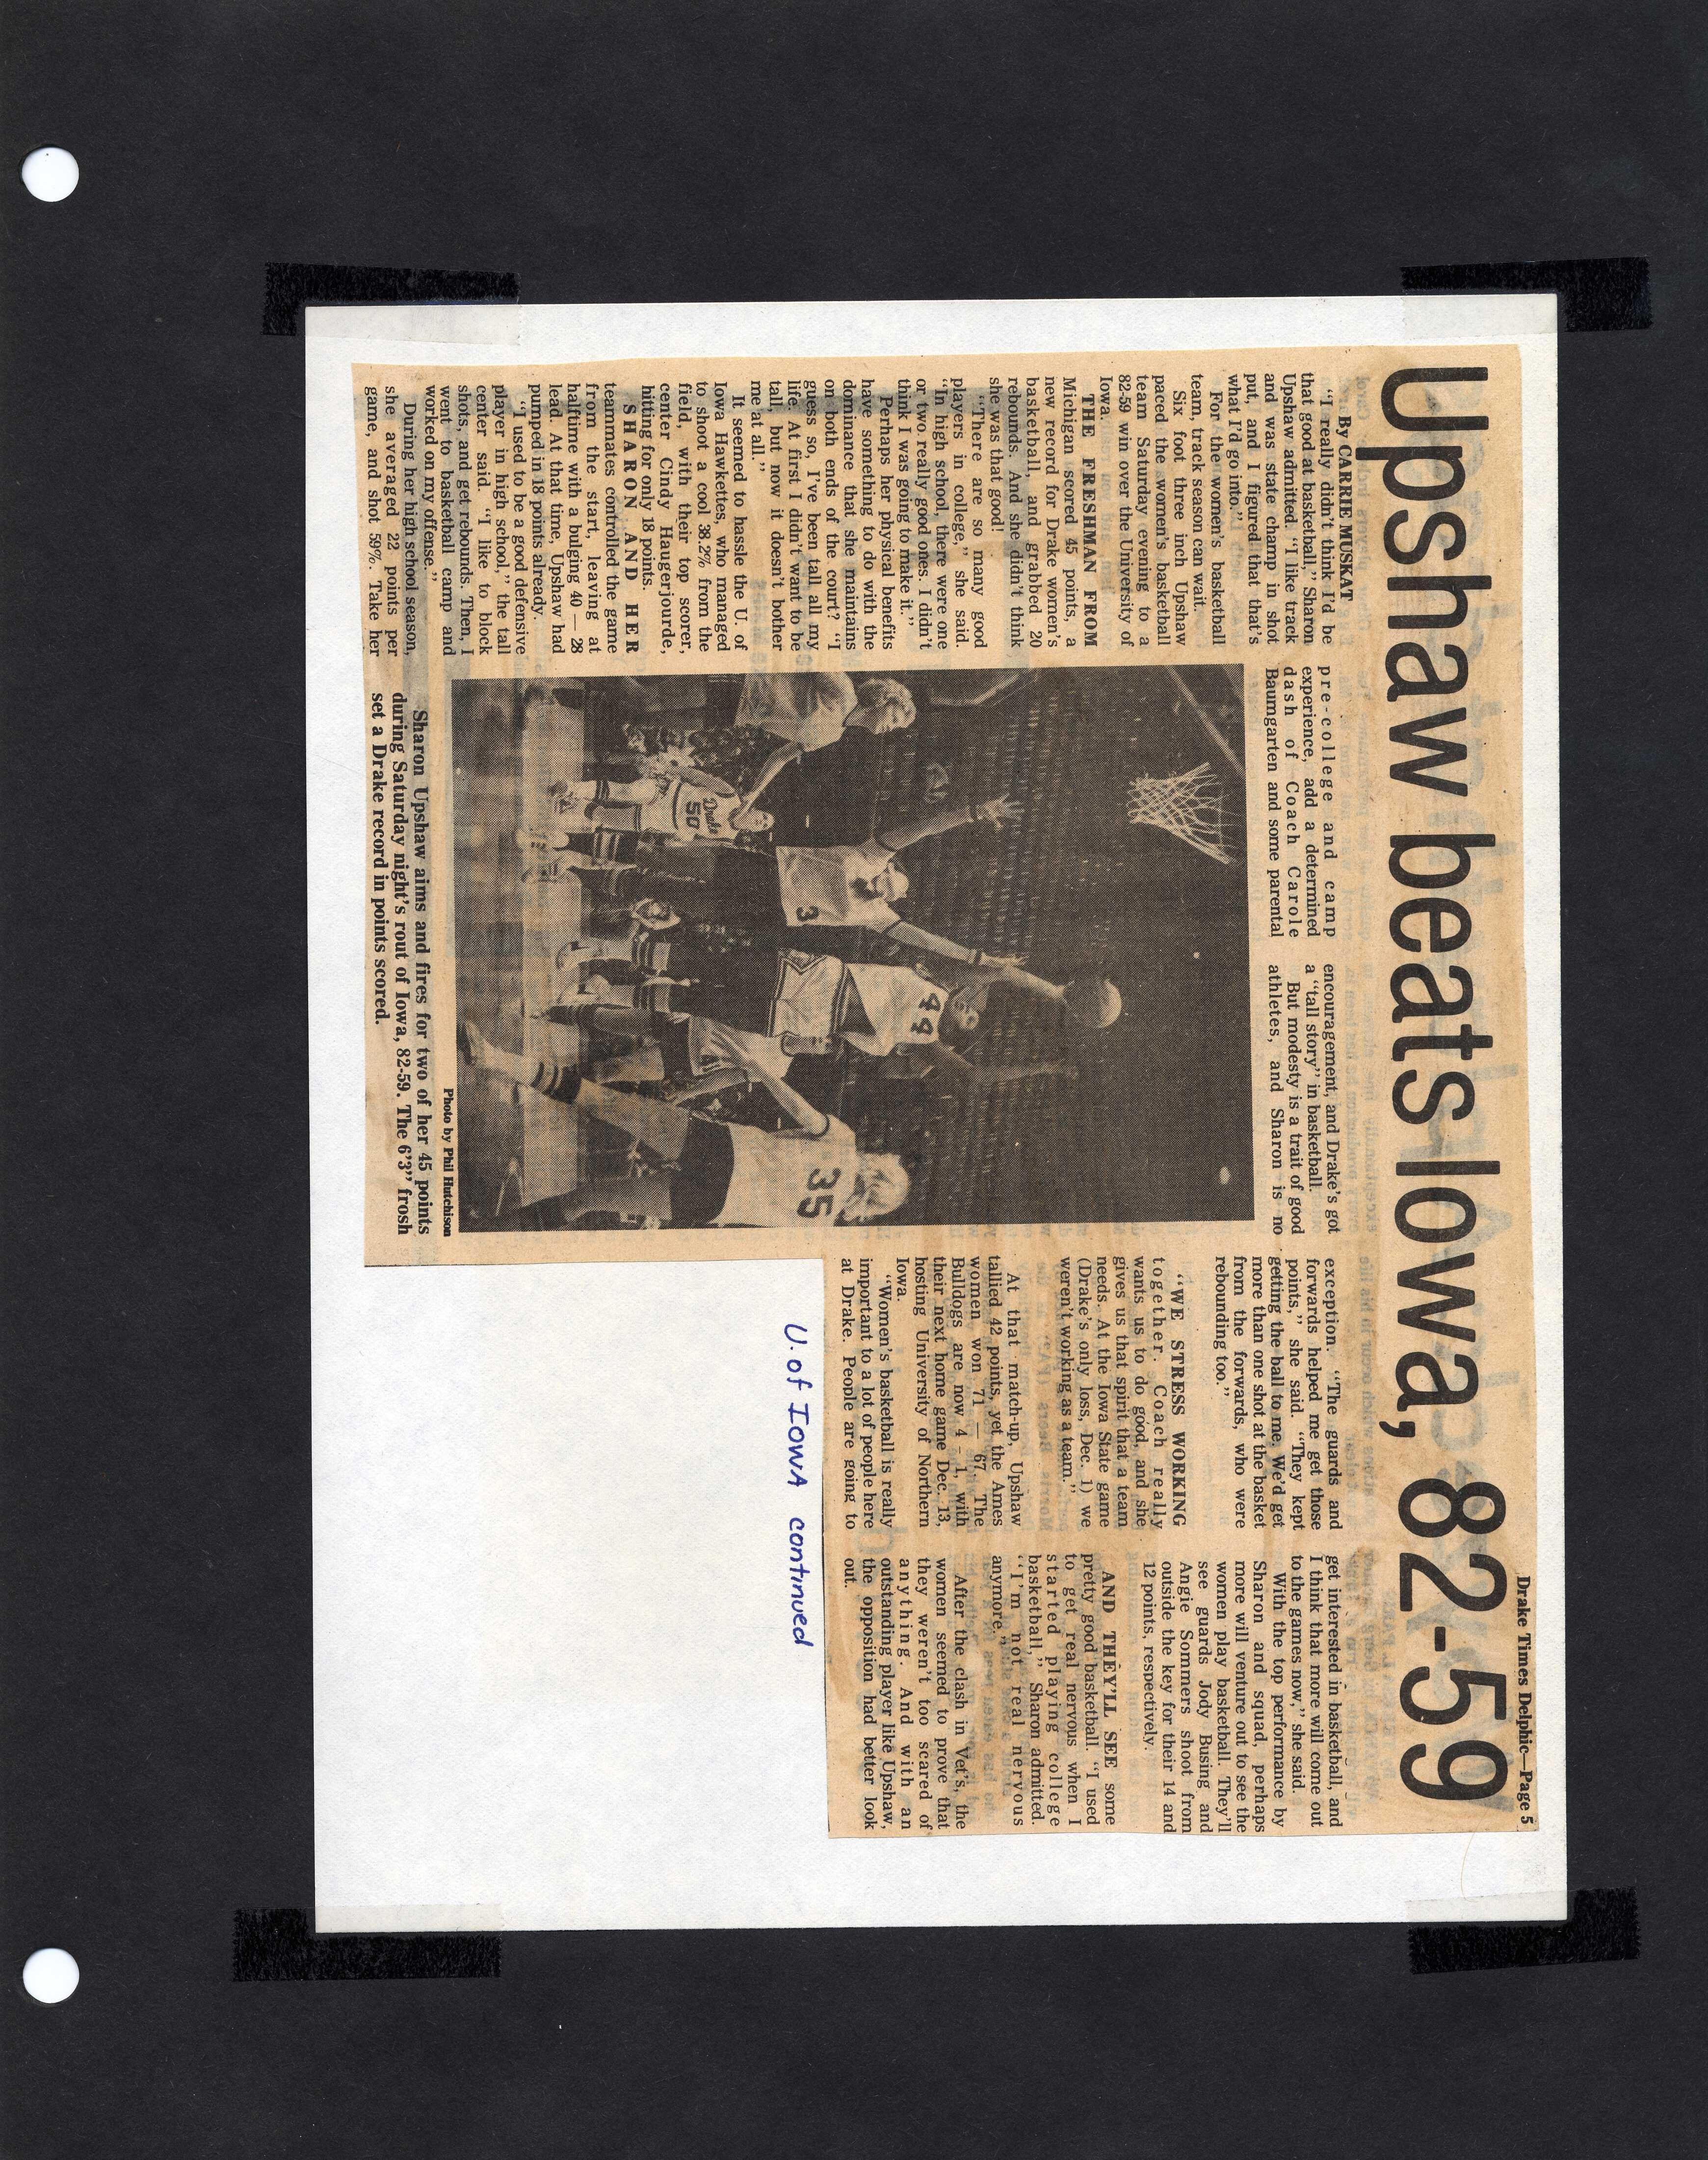 Drake Times Delphic—Page 5
Upshaw beats Iowa, 82-59
By CARRIE MUSKAT
"I really didn't think I'd be
that good at basketball," Sharon
Upshaw admitted. "I like track
and was state champ in shot
put, and I figured that that's
what I'd go into."
For the women's basketball
team, track season can wait.
Six foot three inch Upshaw
paced the women's basketball
team Saturday evening to a
82-59 win over the University of
Iowa.
THE FRESHMAN FROM
Michigan scored 45 points, a
new record for Drake women's
basketball, and grabbed 20
rebounds. And she didn't think
she was that good!
"There are so many good
players in college," she said.
"In high school, there were one
or two really good ones. I didn't
think I was going to make it."
Perhaps her physical benefits
have something to do with the
dominance that she maintains
on both ends of the court? "I
guess so, I've been tall all my
life. At first I didn't want to be
tall, but now it doesn't bother
me at all."
It seemed to hassle the U. of
Iowa Hawkettes, who managed
to shoot a cool 38.2% from the
field, with their top scorer,
center Cindy Haugerjourde,
hitting for only 18 points.
SHARON AND HER
teammates controlled the game
from the start, leaving at
halftime with a bulging 40 — 28
lead. At that time, Upshaw had
pumped in 18 points already.
"I used to be a good defensive
player in high school," the tall
center said. "I like to block
shots, and get rebounds. Then, I
went to basketball camp and
worked on my offense."
During her high school season,
she averaged 22 points per
game, and shot 59%. Take her
pre-college and camp
experience, add a determined
dash of Coach Carole
Baumgarten and some parental
encouragement, and Drake's got
a "tall story" in basketball.
But modesty is a trait of good
athletes, and Sharon is no
Drake
50
3
44
35
Photo by Phil Hutchison
Sharon Upshaw aims and fires for two of her 45 points
during Saturday night's rout of Iowa, 82-59. The 6'3" frosh
set a Drake record in points scored.
exception. "The guards and
forwards helped me get those
points," she said. "They kept
getting the ball to me. We'd get
more than one shot at the basket
from the forwards, who were
rebounding too."
"WE STRESS WORKING
together. Coach really
wants us to do good, and she
gives us that spirit that a team
needs. At the Iowa State game
(Drake's only loss, Dec. 1) we
weren't working as a team."
At that match-up, Upshaw
tallied 42 points, yet the Ames
women won 71 — 67. The
Bulldogs are now 4 - 1, with
their next home game Dec. 13,
hosting University of Northern
Iowa.
"Women's basketball is really
important to a lot of people here
at Drake. People are going to
get interested in basketball, and
I think that more will come out
to the games now," she said.
With the top performance by
Sharon and squad, perhaps
more will venture out to see the
women play basketball. They'll
see guards Jody Busing and
Angie Sommers shoot from
outside the key for their 14 and
12 points, respectively.
AND THEY'LL SEE some
pretty good basketball. "I used
to get real nervous when I
started playing college
basketball," Sharon admitted.
"I'm not real nervous
anymore."
After the clash in Vet's, the
women seemed to prove that
they weren't too scared of
anything. And with an
outstanding player like Upshaw,
the opposition had better look
out.
U. of IOWA continued